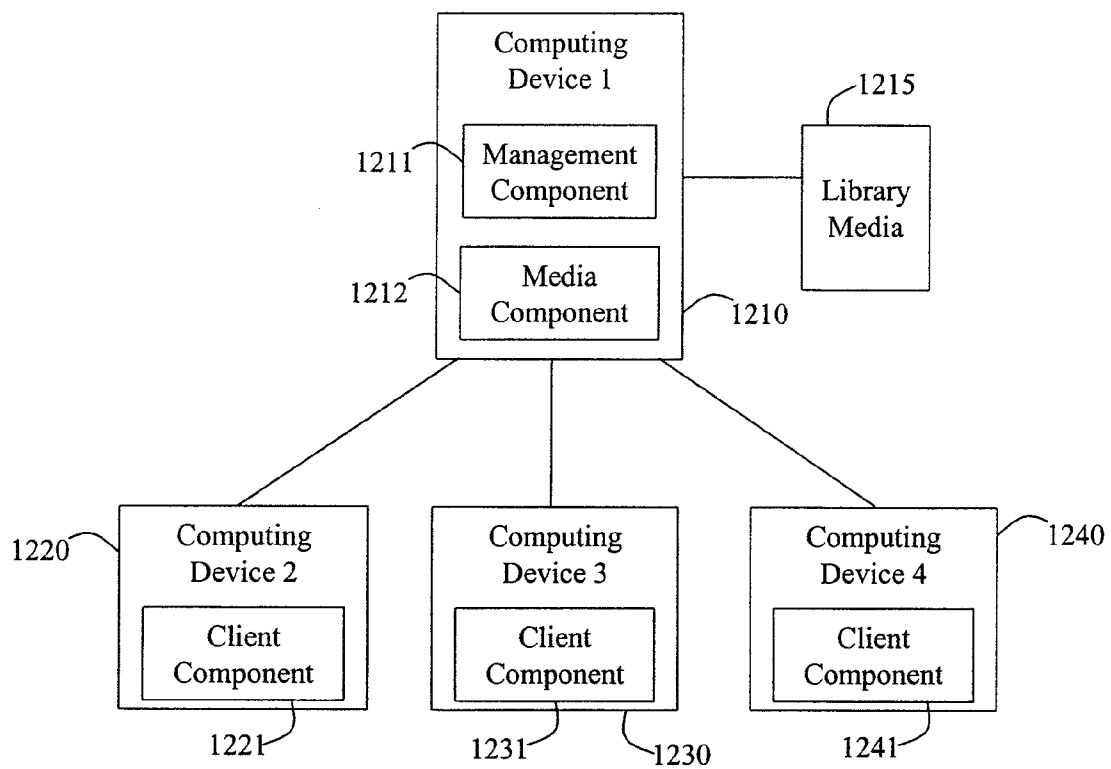 Computing
Device 1
1215
1211
Management
Component
Library
Media
1212
Media
Component
1210
1220
Computing
Device 2
Computing
Device 3
Computing
Device 4
1240
Client
Component
Client
Component
Client
Component
1221
1231
1230
1241